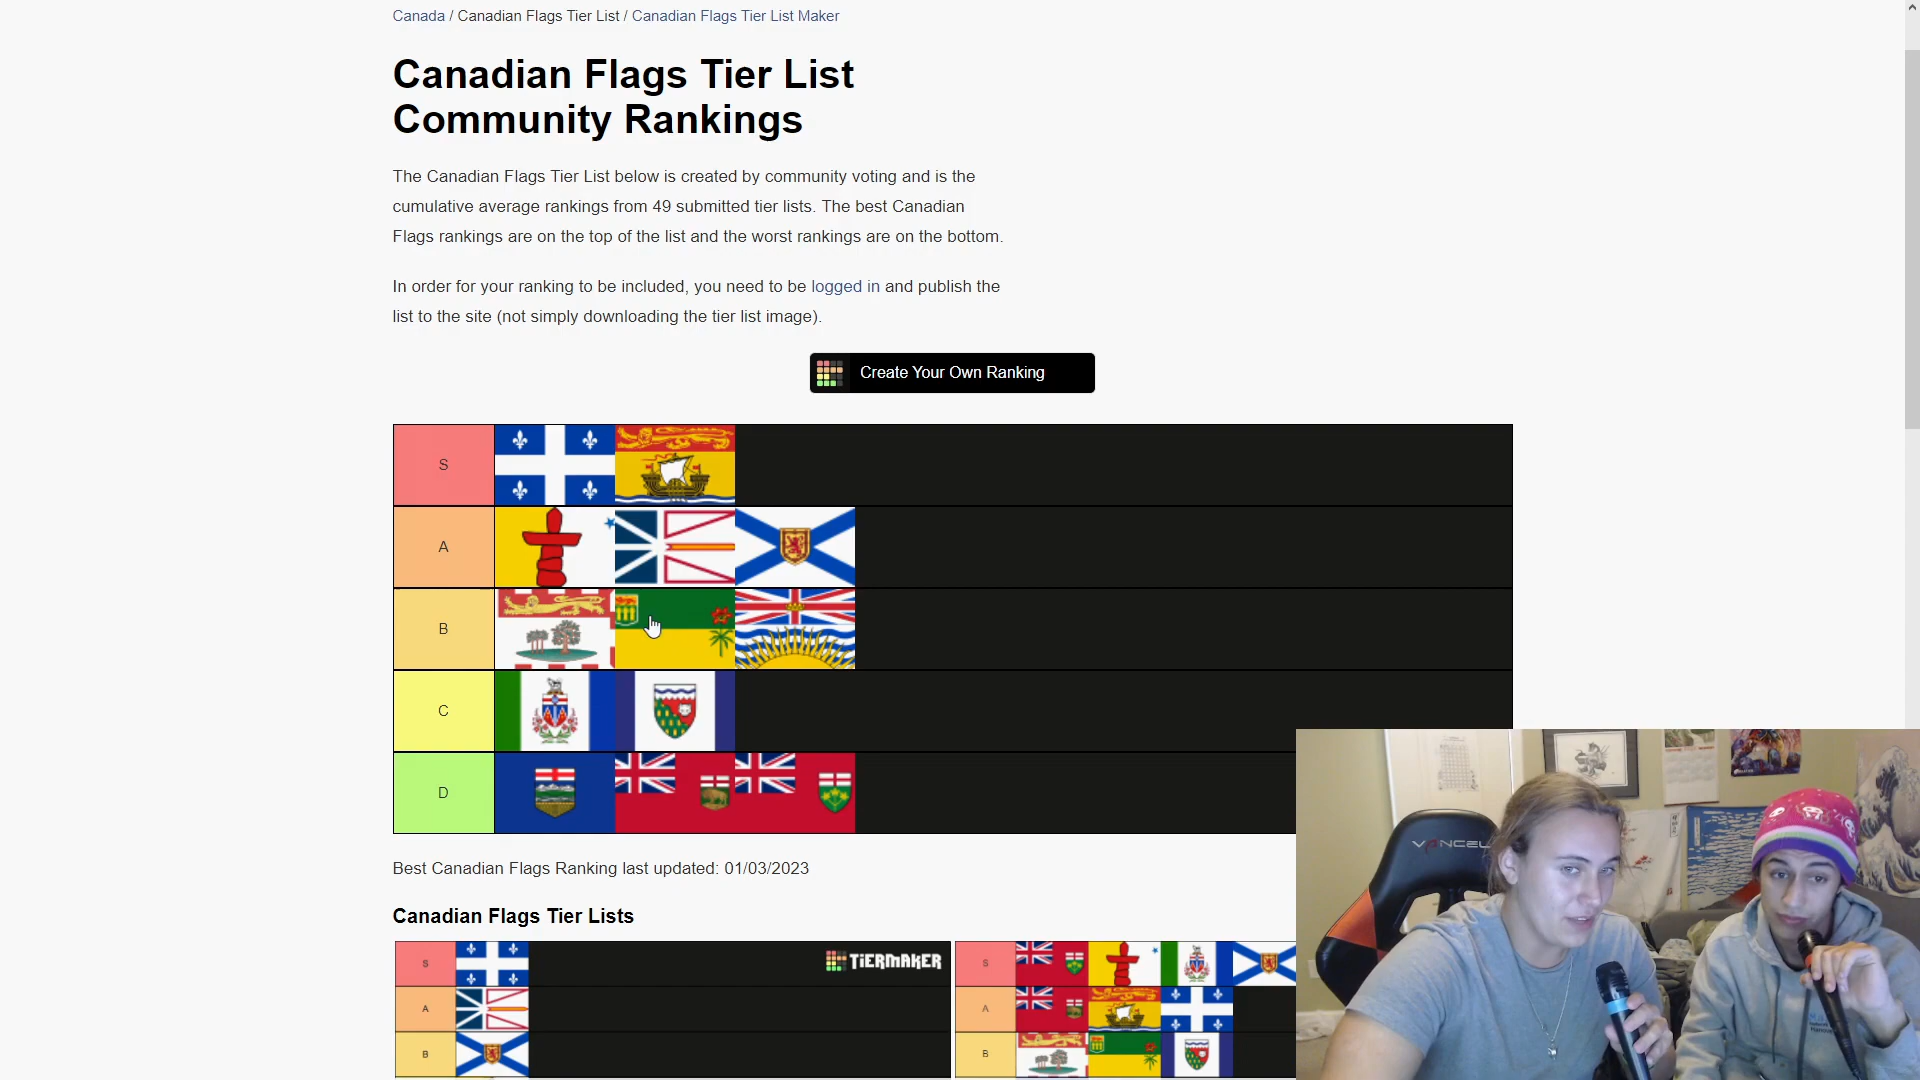 Canada / Canadian Flags Tier List / Canadian Flags Tier List Maker
Canadian Flags Tier List
Community Rankings
The Canadian Flags Tier List below is created by community voting and is the
cumulative average rankings from 49 submitted tier lists. The best Canadian
Flags rankings are on the top of the list and the worst rankings are on the bottom.
In order for your ranking to be included, you need to be logged in and publish the
list to the site (not simply downloading the tier list image).
Create Your Own Ranking
S
A
B
C
D
Best Canadian Flags Ranking last updated: 01/03/2023
Canadian Flags Tier Lists
S
TIERMAKER
A
B
S
A
B